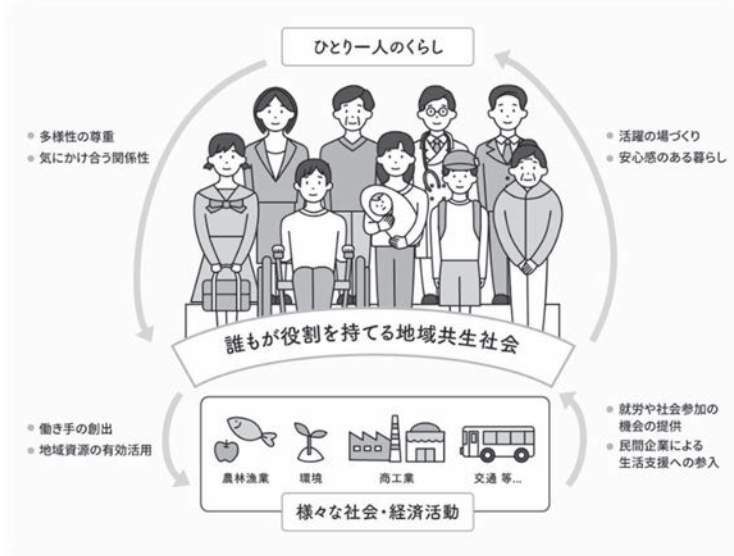 ひとり一人のくらし
● 多様性の尊重
● 気にかけ合う関係性
● 活躍の場づくり
● 安心感のある暮らし
誰もが役割を持てる地域共生社会
● 働き手の創出
● 地域資源の有効活用
● 就労や社会参加の
機会の提供
● 民間企業による
生活支援への参入
農林漁業
環境
商工業
交通 等...
様々な社会・経済活動